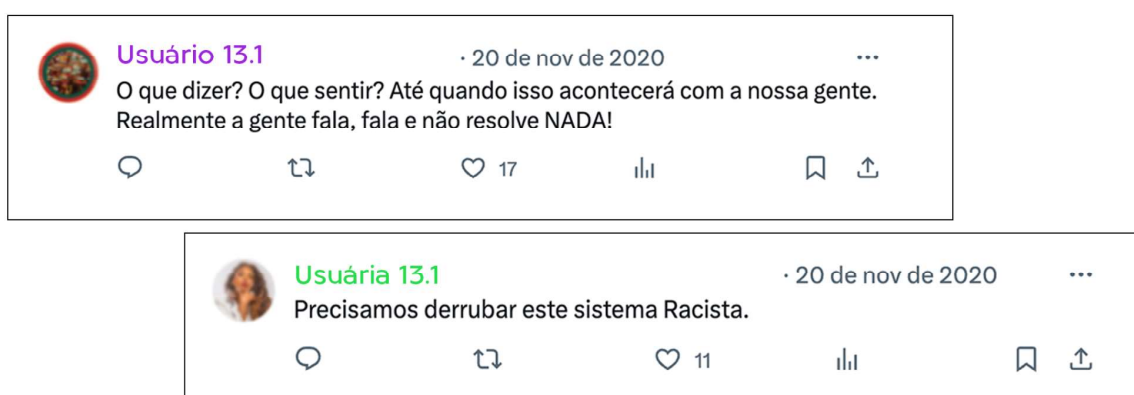 Usuário 13.1 · 20 de nov de 2020 ...
O que dizer? O que sentir? Até quando isso acontecerá com a nossa gente.
Realmente a gente fala, fala e não resolve NADA!
17
Usuária 13.1 · 20 de nov de 2020 ...
Precisamos derrubar este sistema Racista.
11